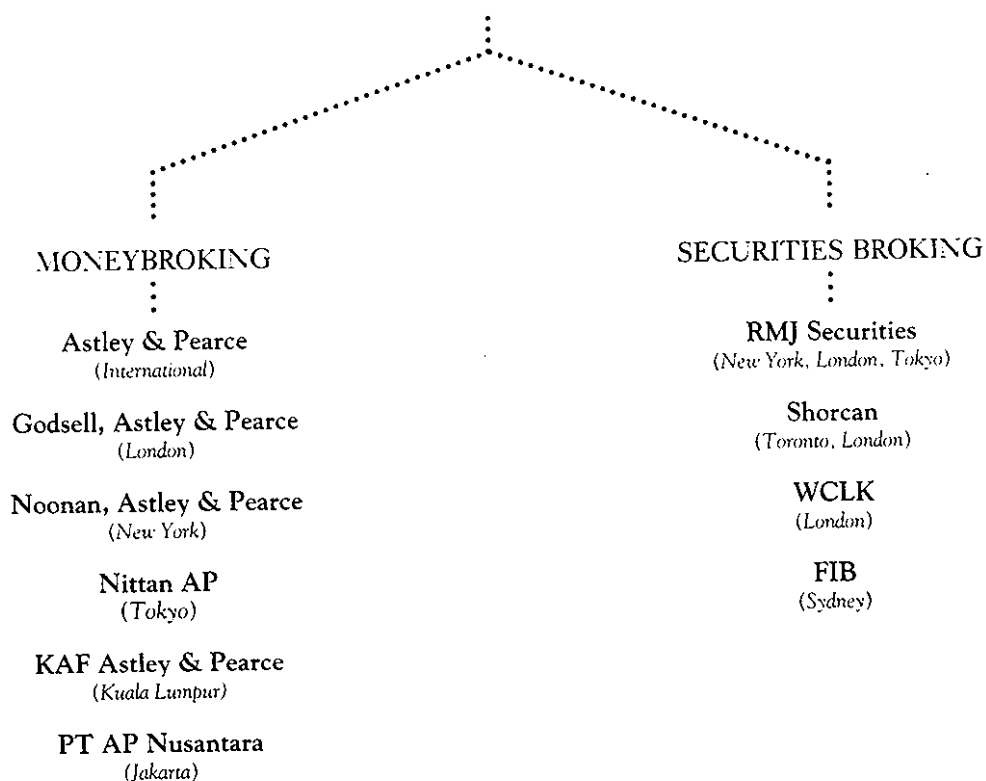 MONEYBROKING
Astley & Pearce
(International)
Godsell, Astley & Pearce
(London)
Noonan, Astley & Pearce
(New York)
Nittan AP
(Tokyo)
KAF Astley & Pearce
(Kuala Lumpur)
PT AP Nusantara
(Jakarta)
SECURITIES BROKING
RMJ Securities
(New York, London, Tokyo)
Shorcan
(Toronto, London)
WCLK
(London)
FIB
(Sydney)